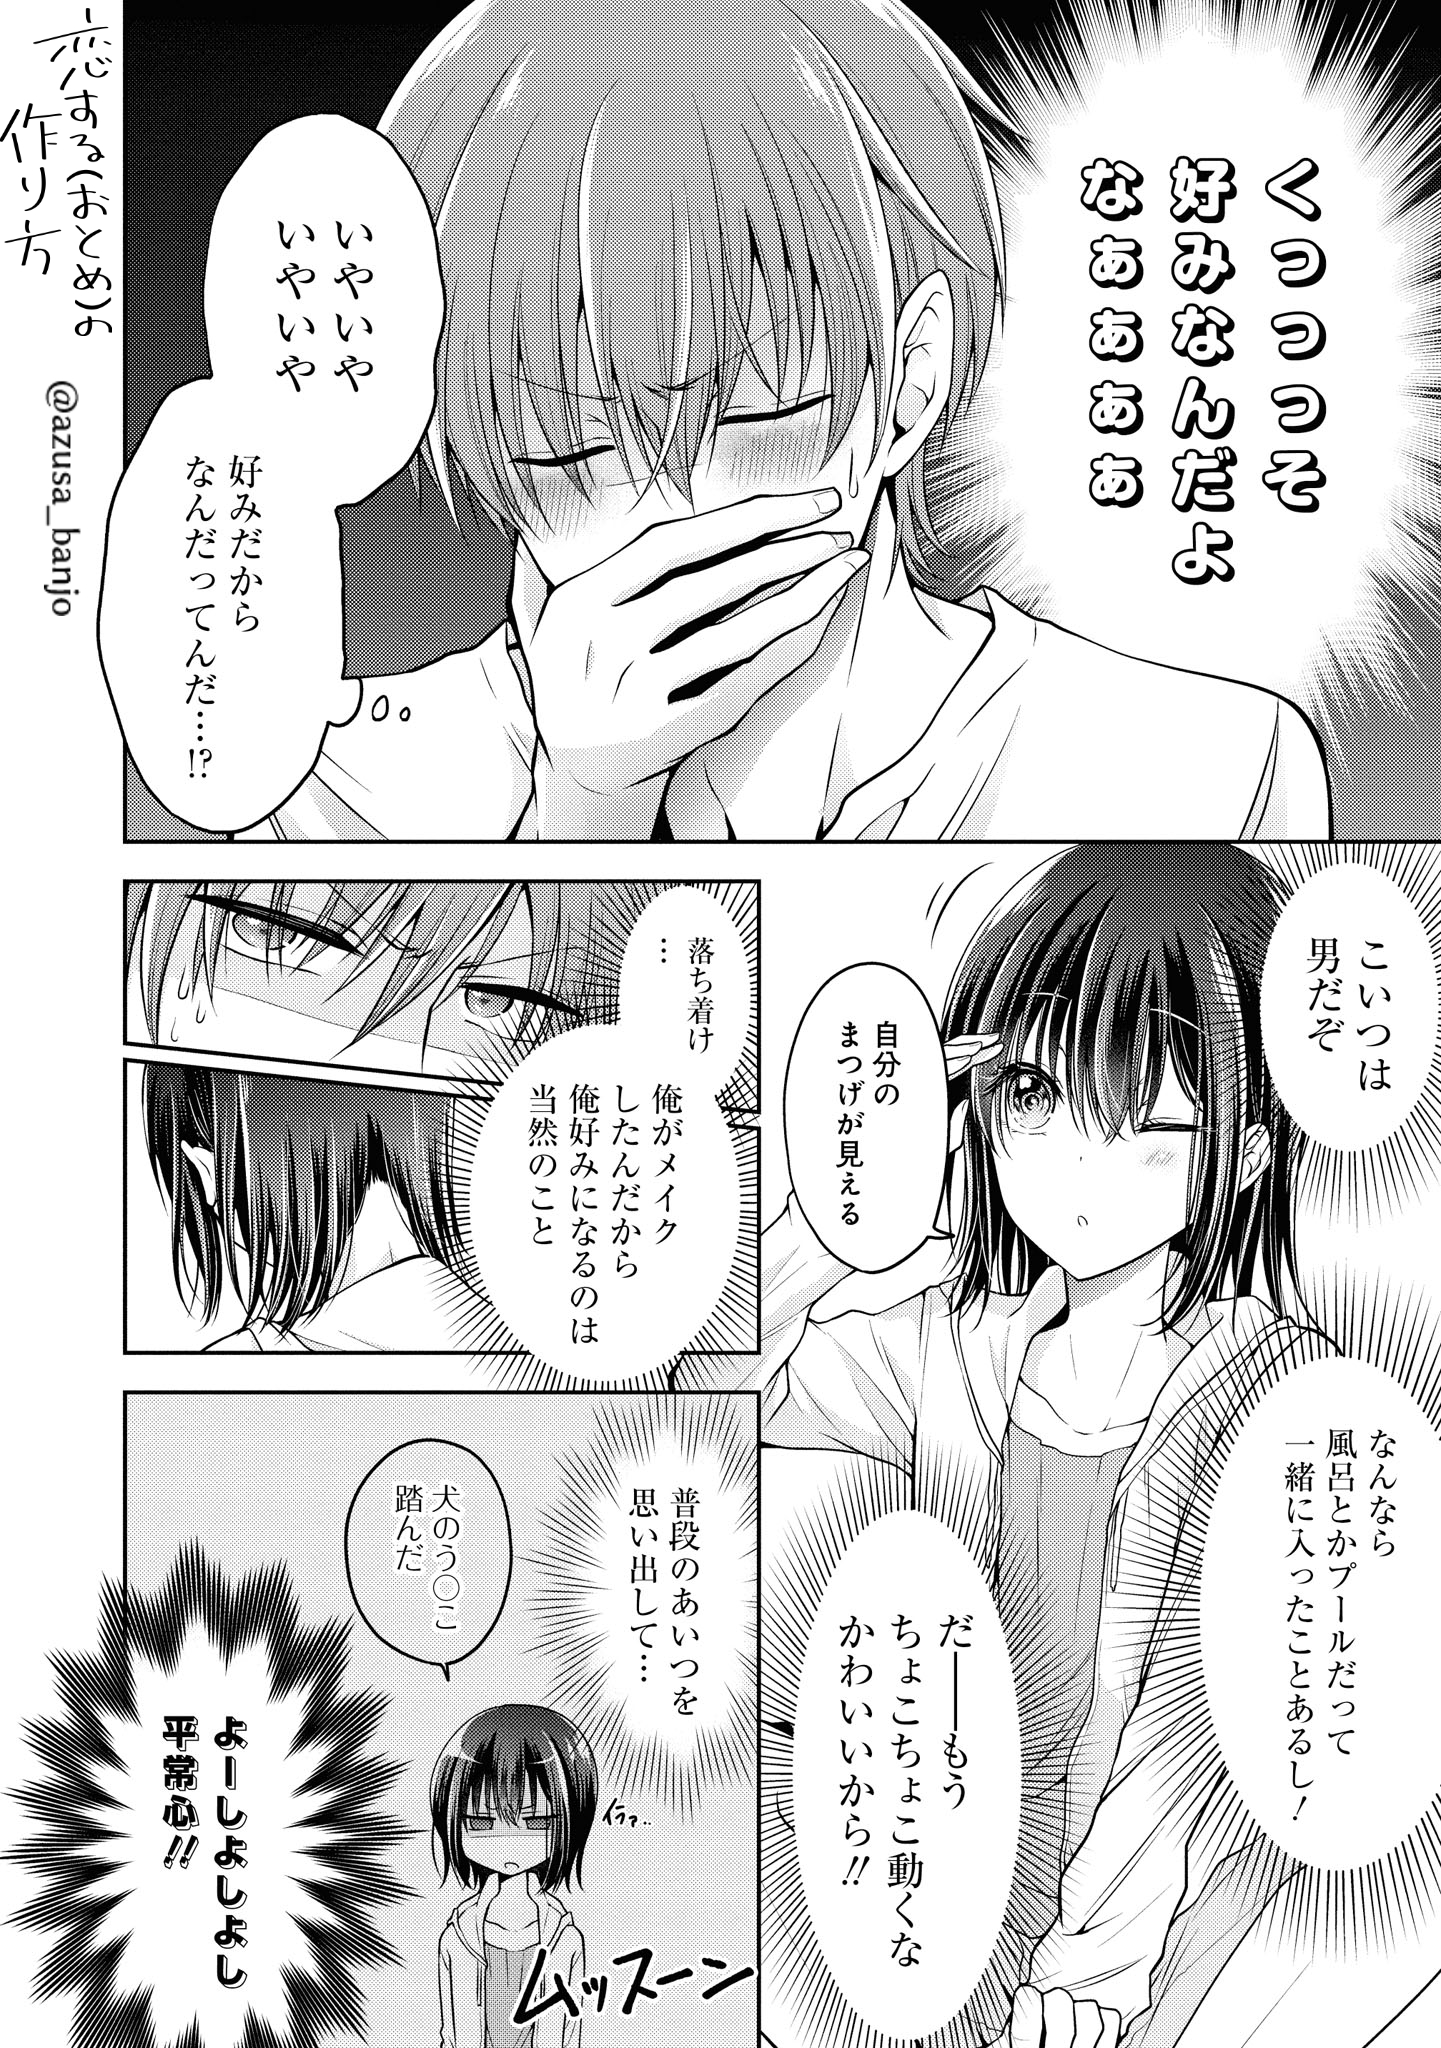 恋する(おとめ)の
作り方
@azusa_banjo
くっっっそ
好みなんだよ
なぁぁぁぁ
いやいや
いやいや
好みだから
なんだってんだ…!?
こいつは
男だぞ
自分の
まつげが見える
なんなら
風呂とかプールだって
一緒に入ったことあるし!
だ――もう
ちょこちょこ動くな
かわいいから!!
落ち着け
…
俺がメイク
したんだから
俺好みになるのは
当然のこと
普段のあいつを
思い出して…
犬のう○こ
踏んだ
イラァ..
ムッスーン
よーしよしよし
平常心!!